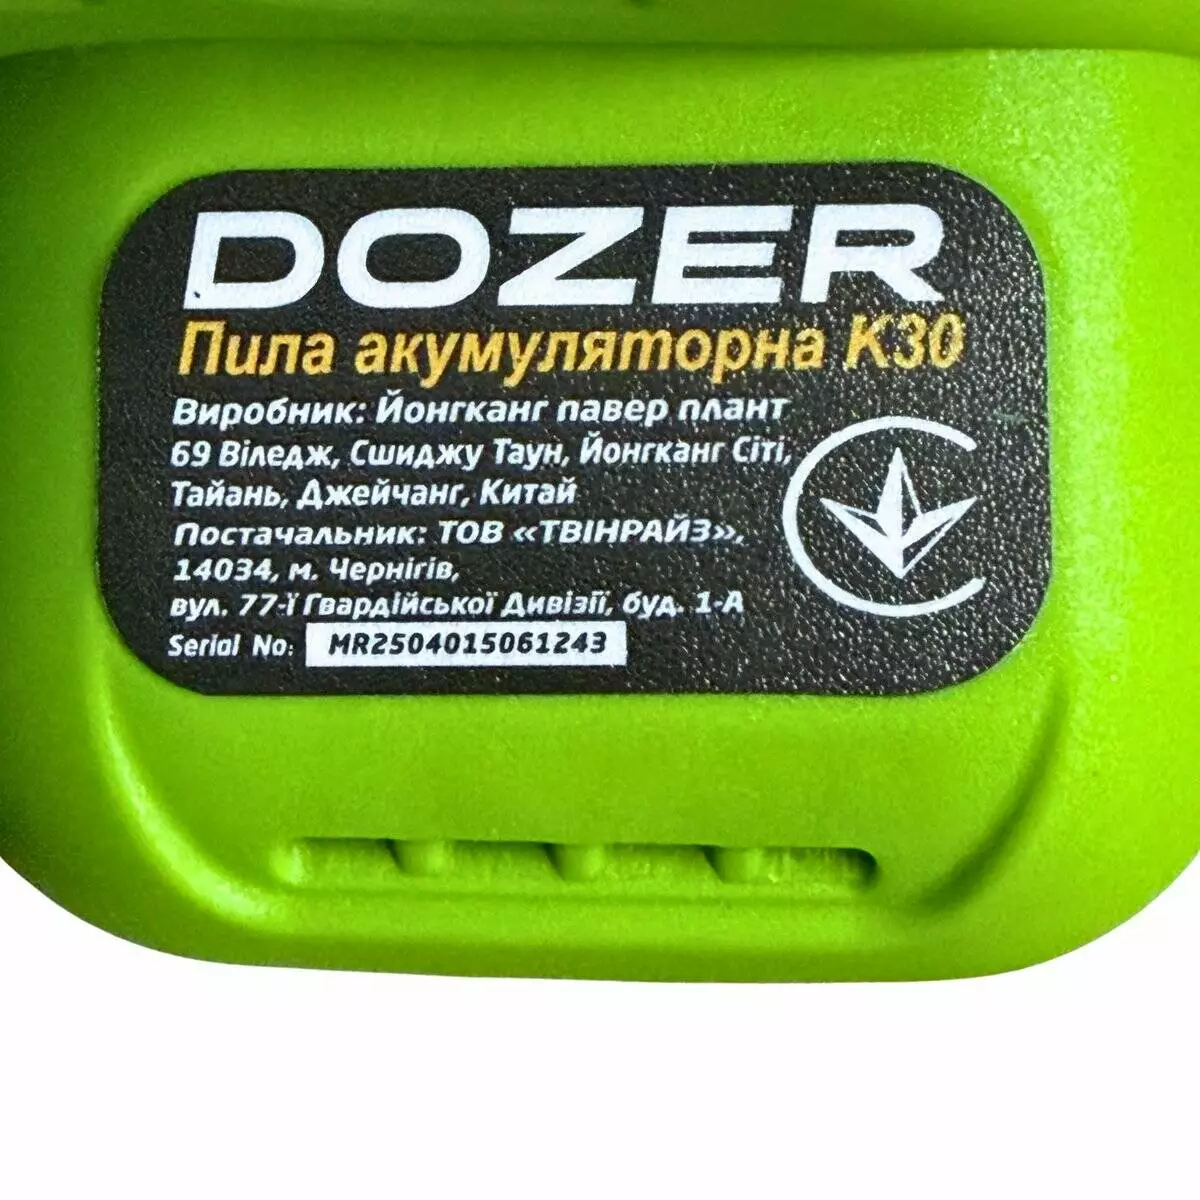 DOZER
Пила акумуляторна К30
Виробник: Йонгканг павер плант
69 Віледж, Сшиджу Таун, Йонгканг Сіті,
Тайань, Джейчанг, Китай
Постачальник: ТОВ «ТВІНРАЙЗ»,
14034, м. Чернігів,
вул. 77-ї Гвардійської Дивізії, буд. 1-А
Serial No: MR2504015061243